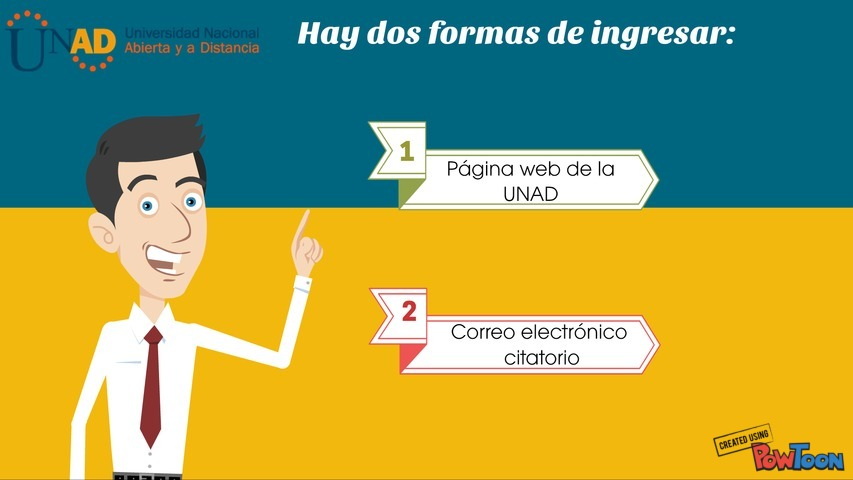 UNAD
Universidad Nacional
Abierta y a Distancia
Hay dos formas de ingresar:
1
Página web de la
UNAD
2
Correo electrónico
citatorio
CREATED USING
POWTOON